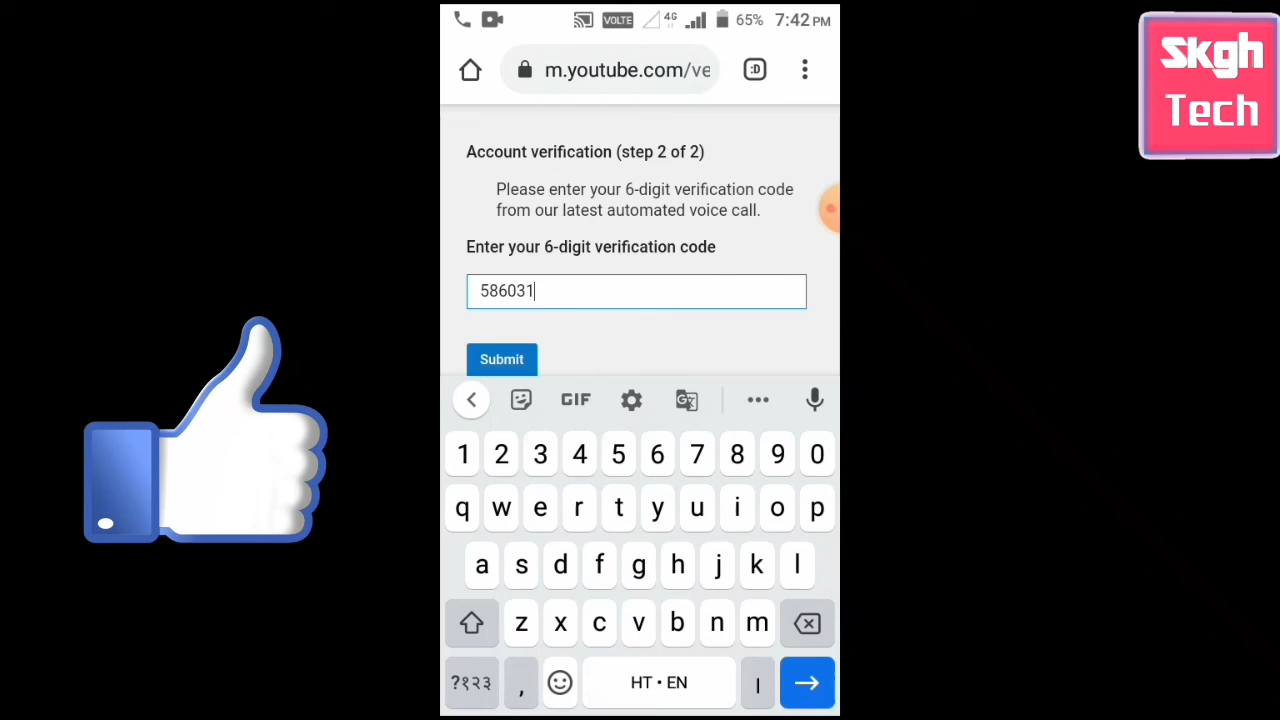 VOLTE 4G 65% 7:42 PM
m.youtube.com/ve :D
Skgh
Tech
Account verification (step 2 of 2)
Please enter your 6-digit verification code
from our latest automated voice call.
Enter your 6-digit verification code
586031
Submit
GIF
1 2 3 4 5 6 7 8 9 0
q w e r t y u i o p
a s d f g h j k l
z x c v b n m
?१२३ , HT • EN ।